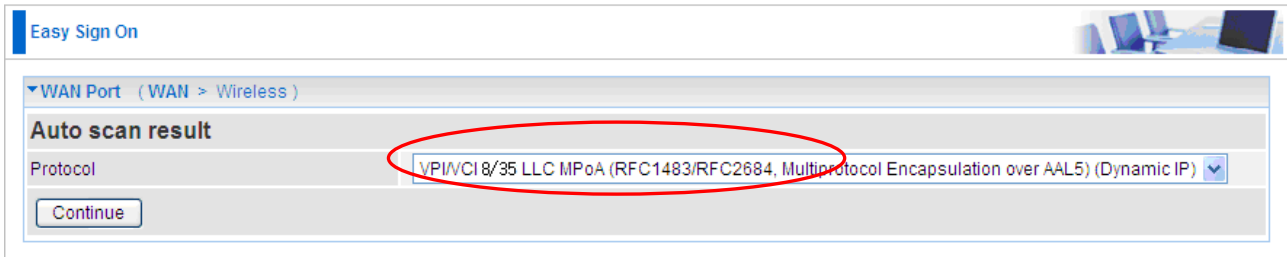 Easy Sign On
WAN Port ( WAN > Wireless )
Auto scan result
Protocol VPI/VCI 8/35 LLC MPoA (RFC1483/RFC2684, Multiprotocol Encapsulation over AAL5) (Dynamic IP)
Continue